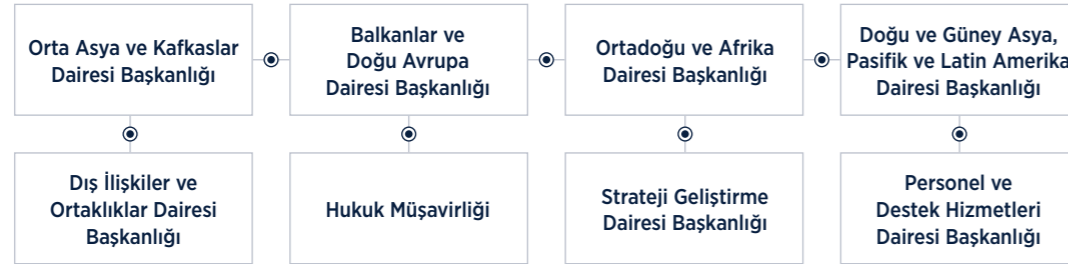 Orta Asya ve Kafkaslar
Dairesi Başkanlığı
Balkanlar ve
Doğu Avrupa
Dairesi Başkanlığı
Ortadoğu ve Afrika
Dairesi Başkanlığı
Doğu ve Güney Asya,
Pasifik ve Latin Amerika
Dairesi Başkanlığı
Dış İlişkiler ve
Ortaklıklar Dairesi
Başkanlığı
Hukuk Müşavirliği
Strateji Geliştirme
Dairesi Başkanlığı
Personel ve
Destek Hizmetleri
Dairesi Başkanlığı